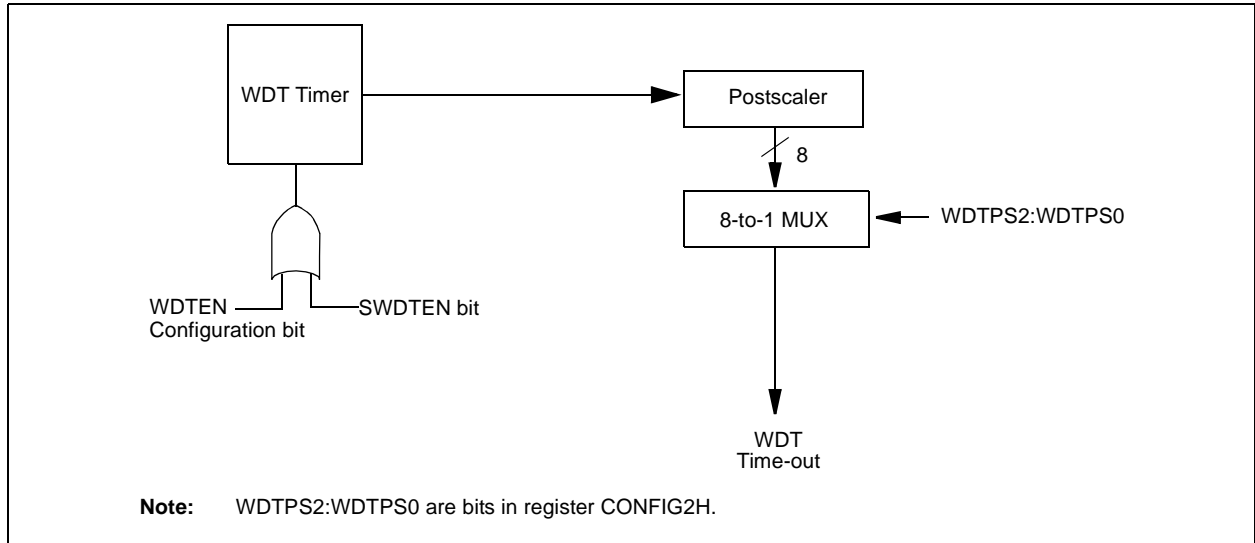 WDT Timer
Postscaler
8
8-to-1 MUX
WDTPS2:WDTPS0
WDTEN
Configuration bit
SWDTEN bit
WDT
Time-out
Note: WDTPS2:WDTPS0 are bits in register CONFIG2H.